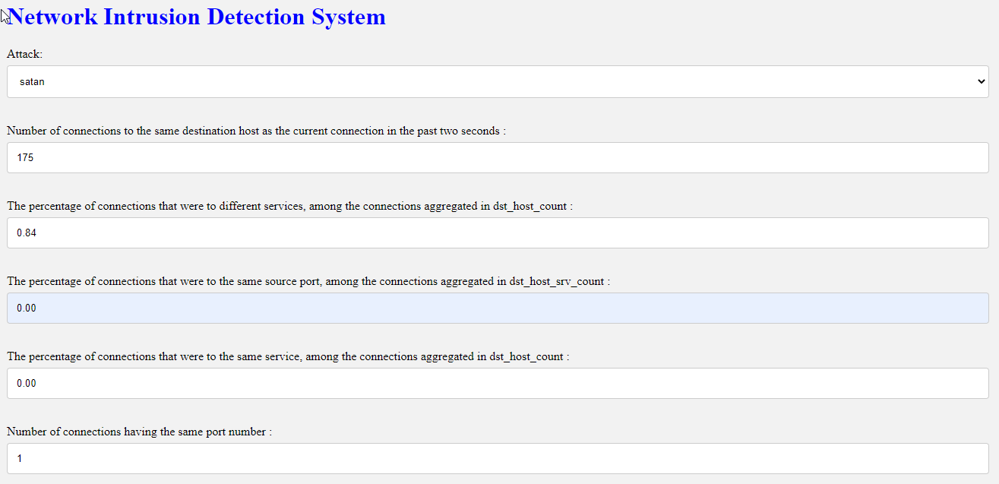 Network Intrusion Detection System
Attack:
satan
Number of connections to the same destination host as the current connection in the past two seconds :
175
The percentage of connections that were to different services, among the connections aggregated in dst_host_count :
0.84
The percentage of connections that were to the same source port, among the connections aggregated in dst_host_srv_count :
0.00
The percentage of connections that were to the same service, among the connections aggregated in dst_host_count :
0.00
Number of connections having the same port number :
1